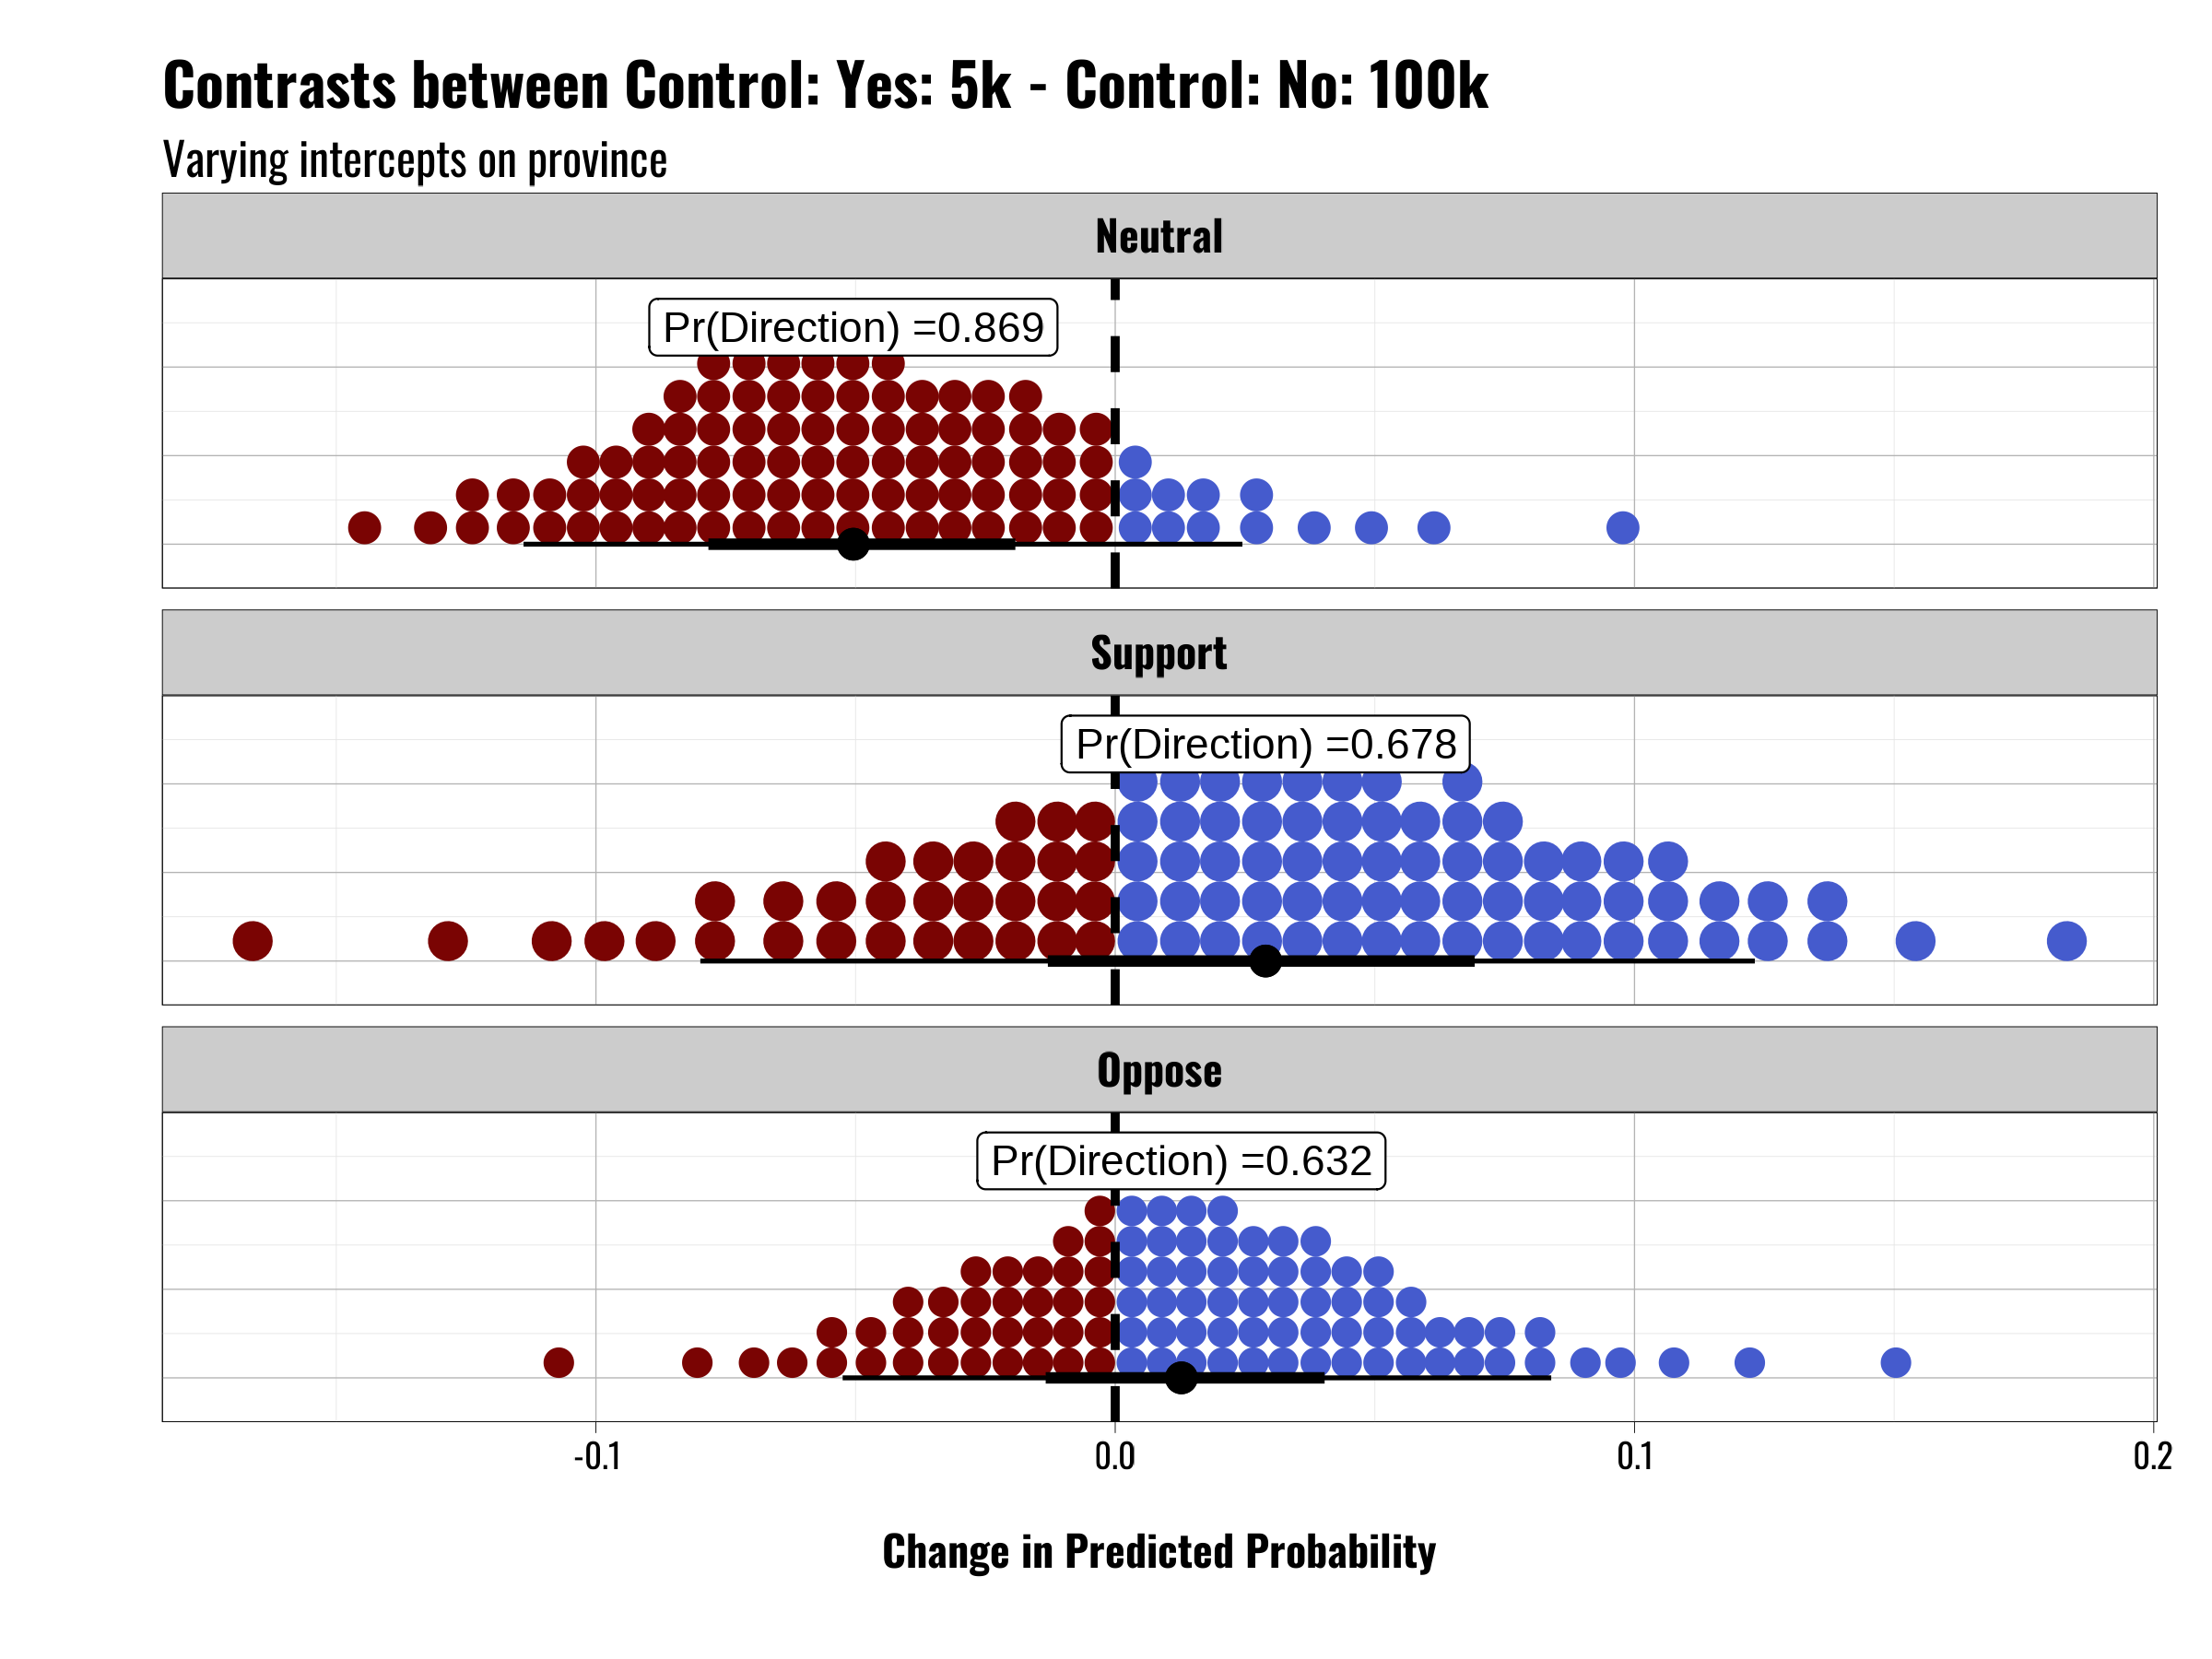 Contrasts between Control: Yes: 5k - Control: No: 100k
Varying intercepts on province
Neutral
Pr(Direction) =0.869
Support
Pr(Direction) =0.678
Oppose
Pr(Direction) =0.632
-0.1 0.0 0.1 0.2
Change in Predicted Probability